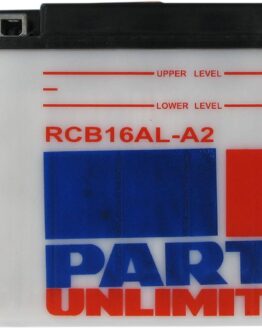 UPPER LEVEL
LOWER LEVEL
RCB16AL-A2
PART
UNLIMIT